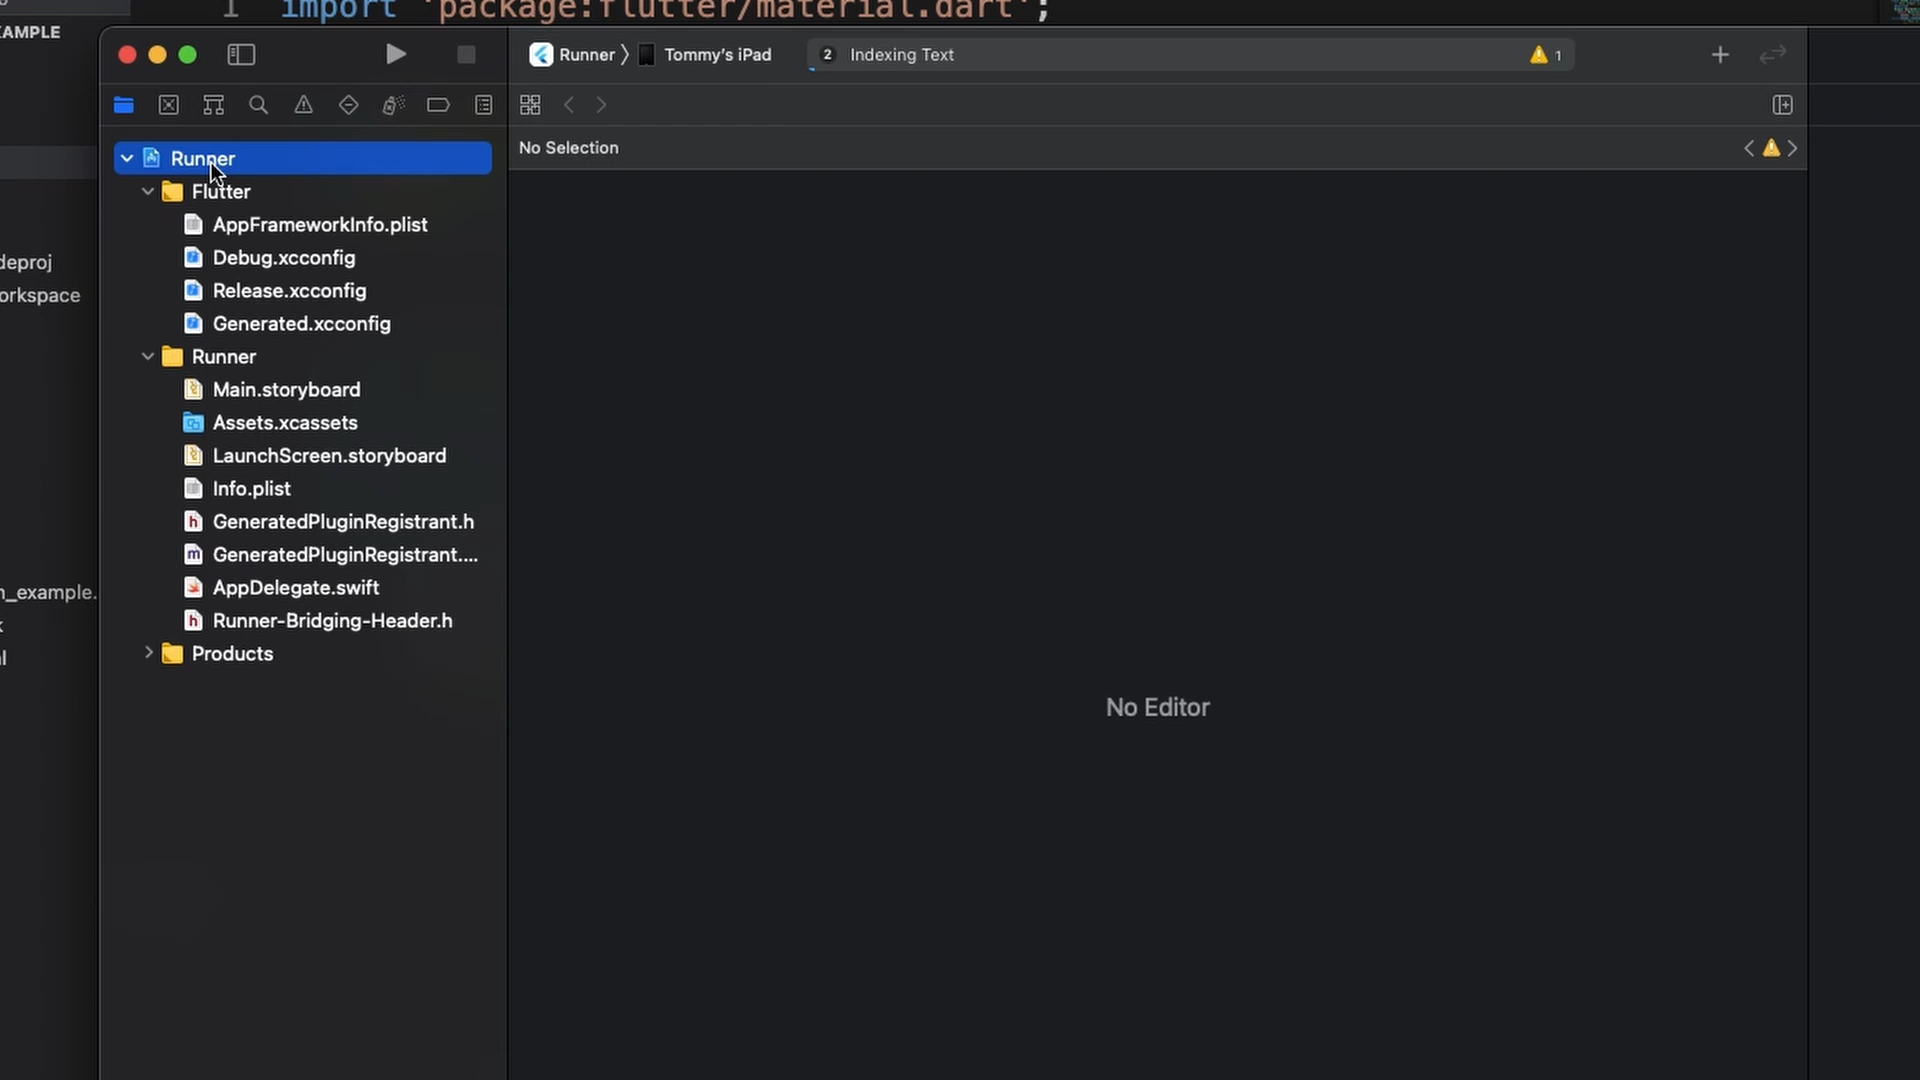 import 'package:flutter/material.dart';
1
AMPLE
Runner
Tommy's iPad
2
Indexing Text
1
No Selection
Runner
Flutter
AppFrameworkInfo.plist
Debug.xcconfig
deproj
Release.xcconfig
orkspace
Generated.xcconfig
Runner
Main.storyboard
Assets.xcassets
LaunchScreen.storyboard
Info.plist
GeneratedPluginRegistrant.h
GeneratedPluginRegistrant....
AppDelegate.swift
n_example.
Runner-Bridging-Header.h
Products
No Editor